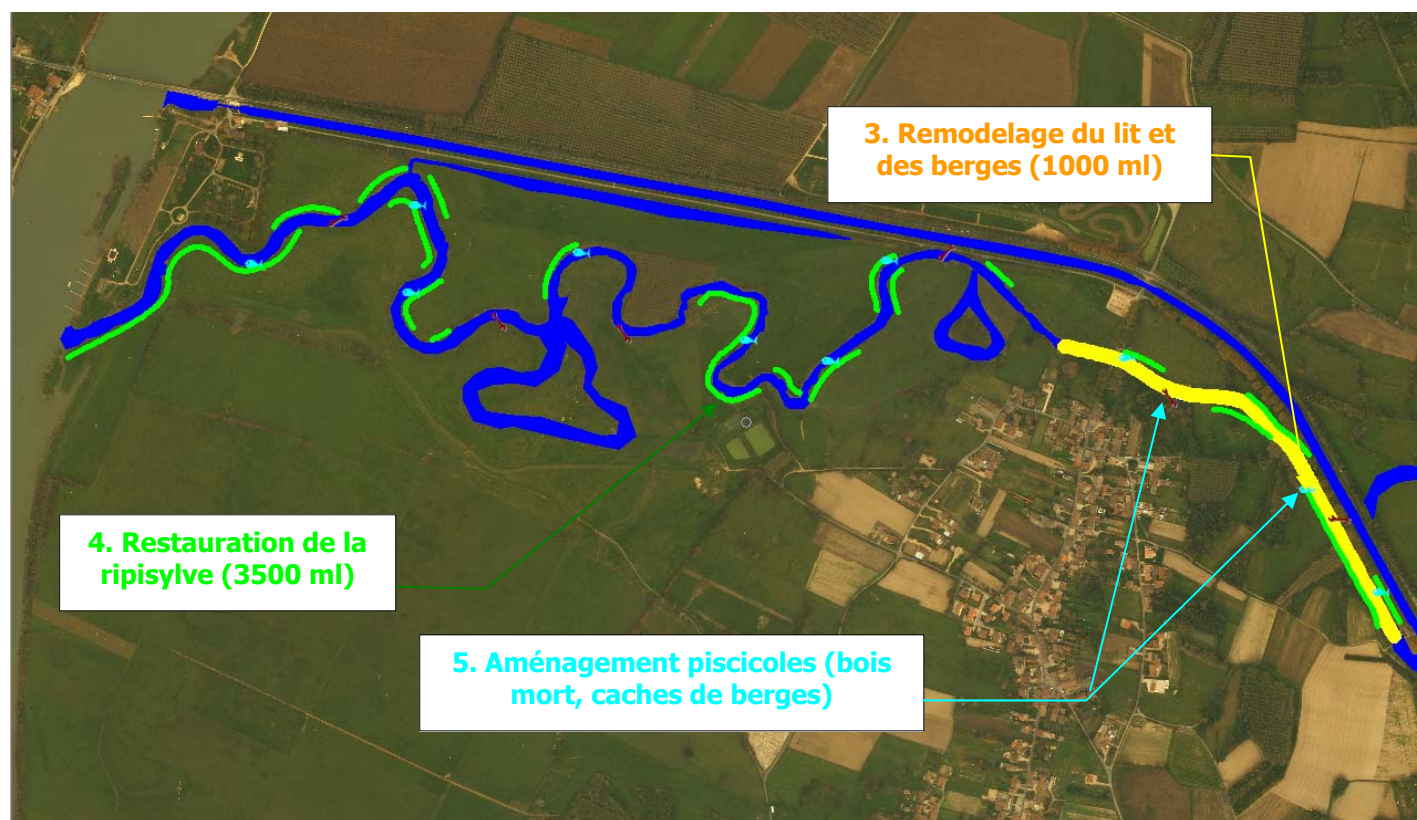 3. Remodelage du lit et
des berges (1000 ml)
4. Restauration de la
ripisylve (3500 ml)
5. Aménagement piscicoles (bois
mort, caches de berges)